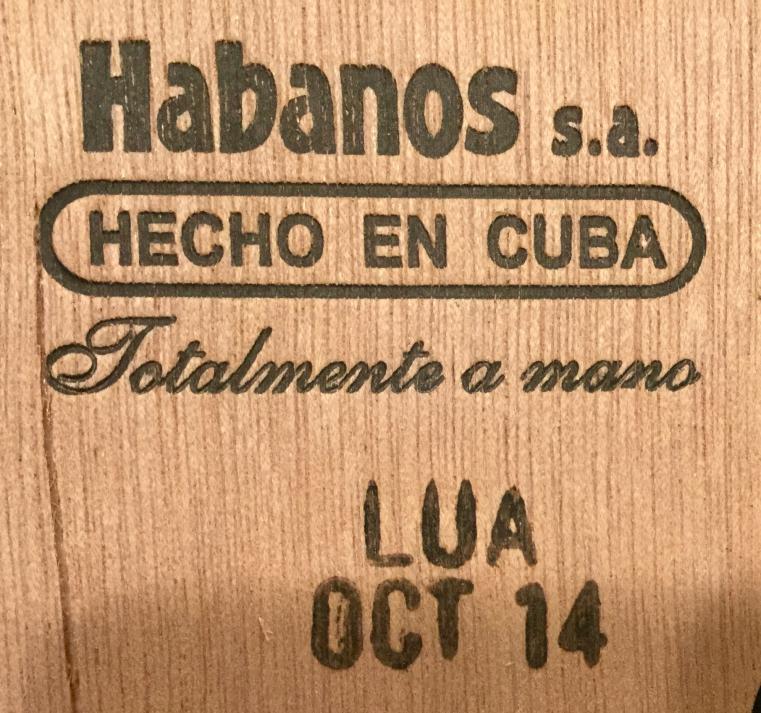 Habanos s.a.
HECHO EN CUBA
Totalmente a mano
LUA
OCT 14